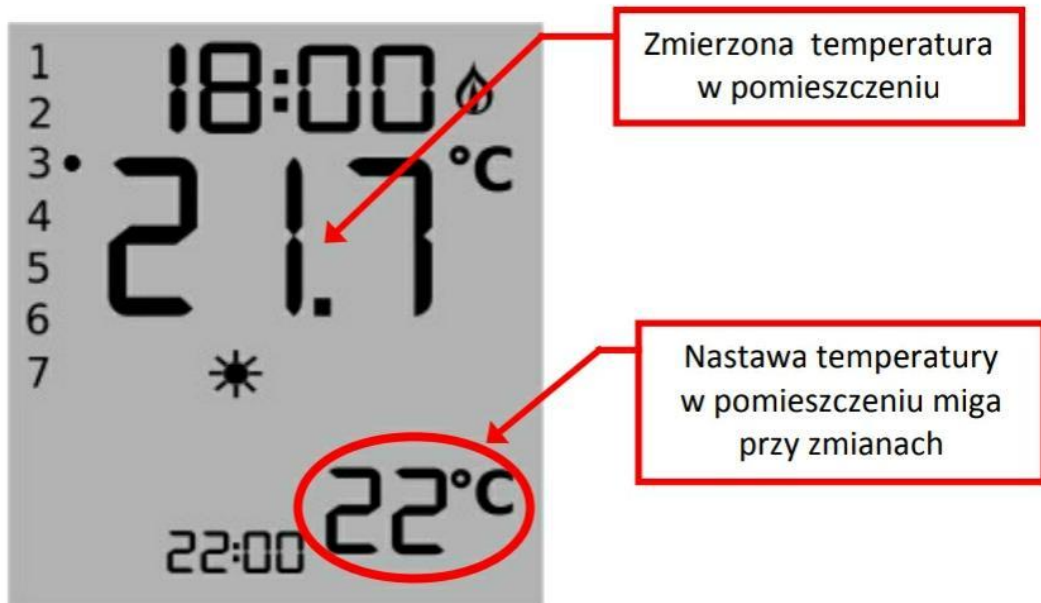 1
2
3
4
5
6
7
18:00
21.7 °C
22:00
22 °C
Zmierzona temperatura
w pomieszczeniu
Nastawa temperatury
w pomieszczeniu miga
przy zmianach